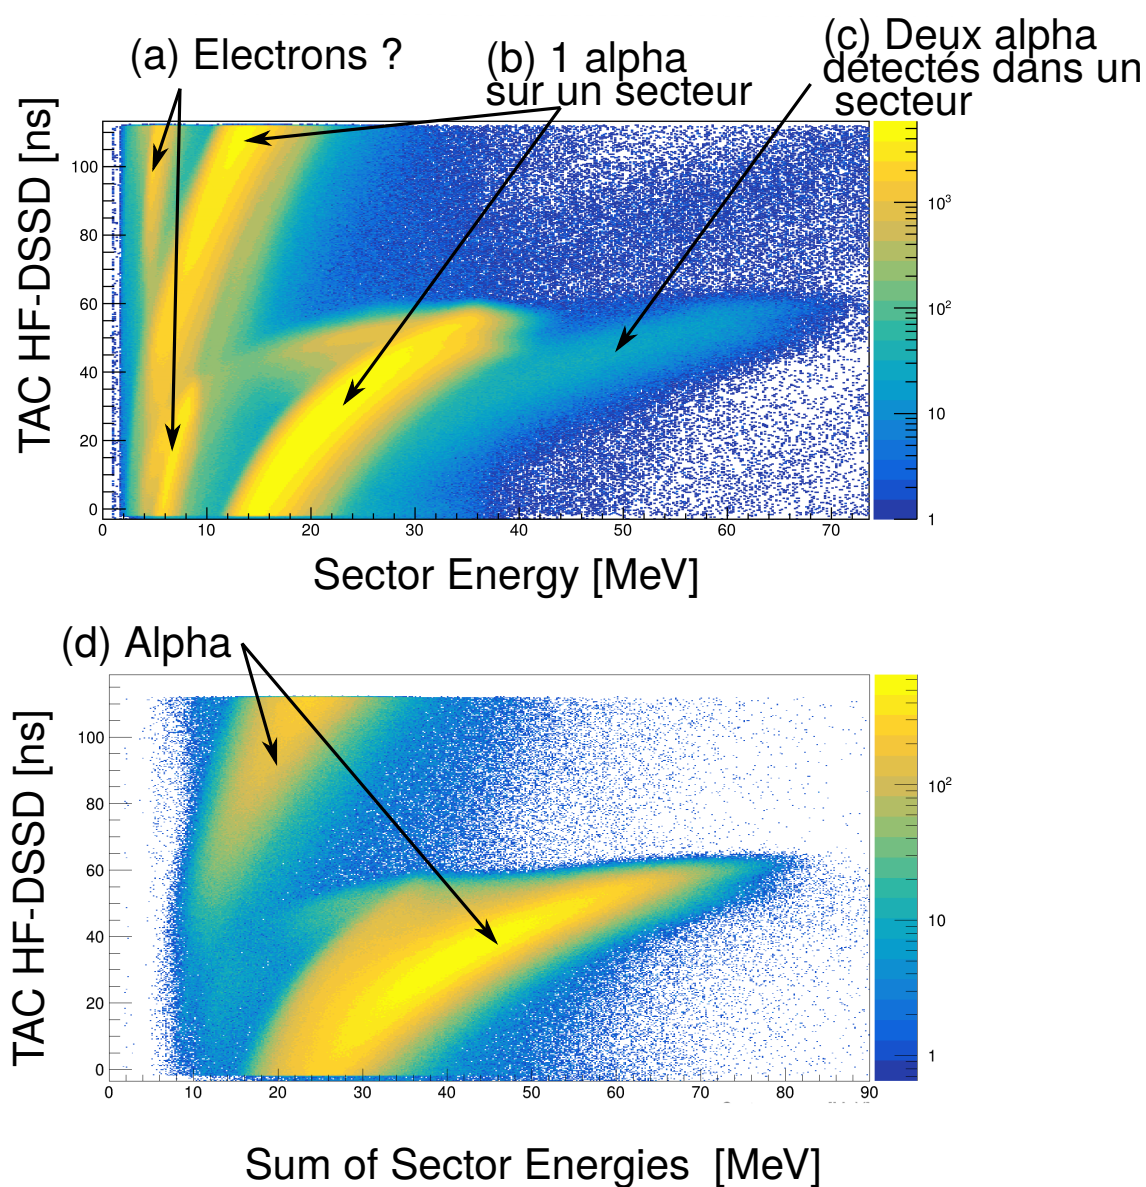 (a) Electrons ?
(b) 1 alpha
sur un secteur
(c) Deux alpha
détectés dans un
secteur
TAC HF-DSSD [ns]
100
80
60
40
20
0
0 10 20 30 40 50 60 70
10³
10²
10
1
Sector Energy [MeV]
(d) Alpha
TAC HF-DSSD [ns]
100
80
60
40
20
0
0 10 20 30 40 50 60 70 80 90
10²
10
1
Sum of Sector Energies [MeV]